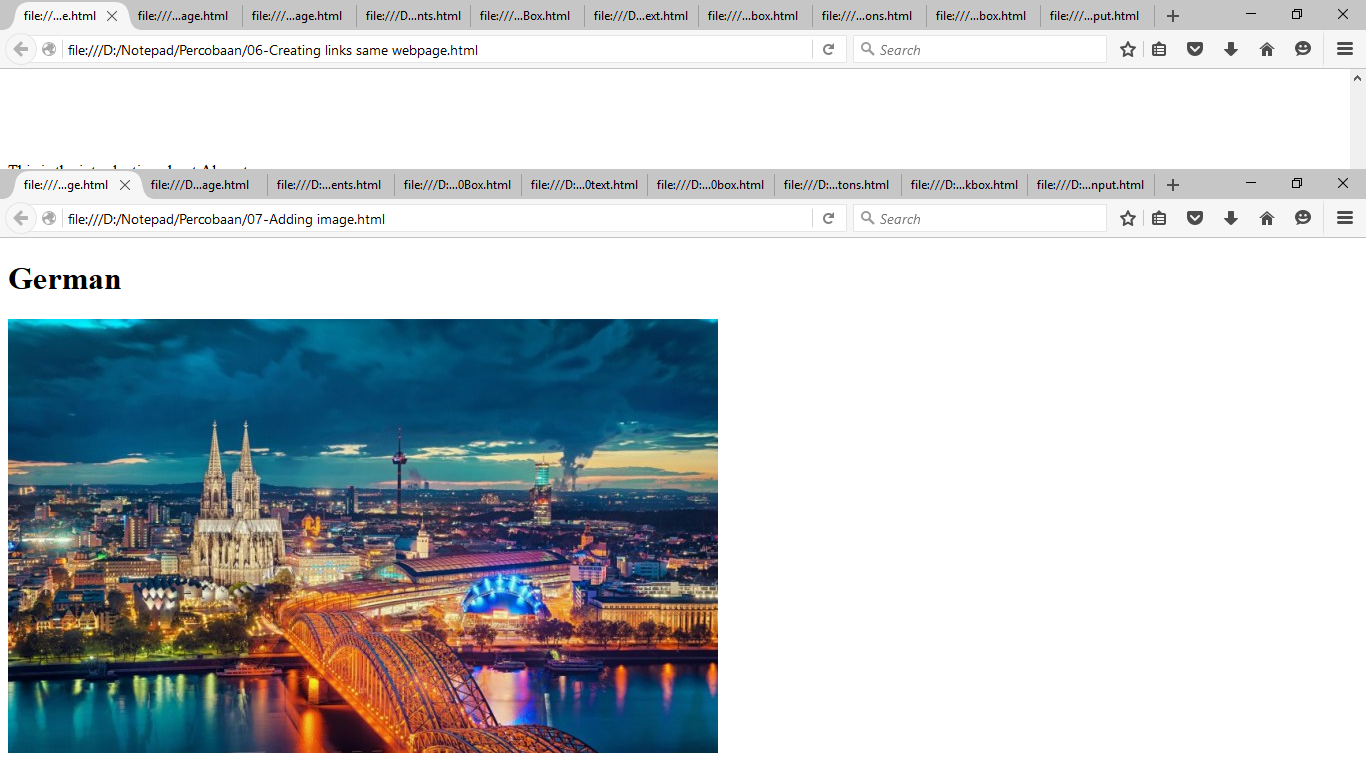 file://...e.html file:///...age.html file:///...age.html file:///D...nts.html file:///...Box.html file:///D...ext.html file:///...box.html file:///...ons.html file:///...box.html file:///...put.html
file:///D:/Notepad/Percobaan/06-Creating links same webpage.html Search
file:///...ge.html file:///D...age.html file:///D:...ents.html file:///D:...0Box.html file:///D:...0text.html file:///D:...0box.html file:///D:...tons.html file:///D:...kbox.html file:///D:...nput.html
file:///D:/Notepad/Percobaan/07-Adding image.html Search
German